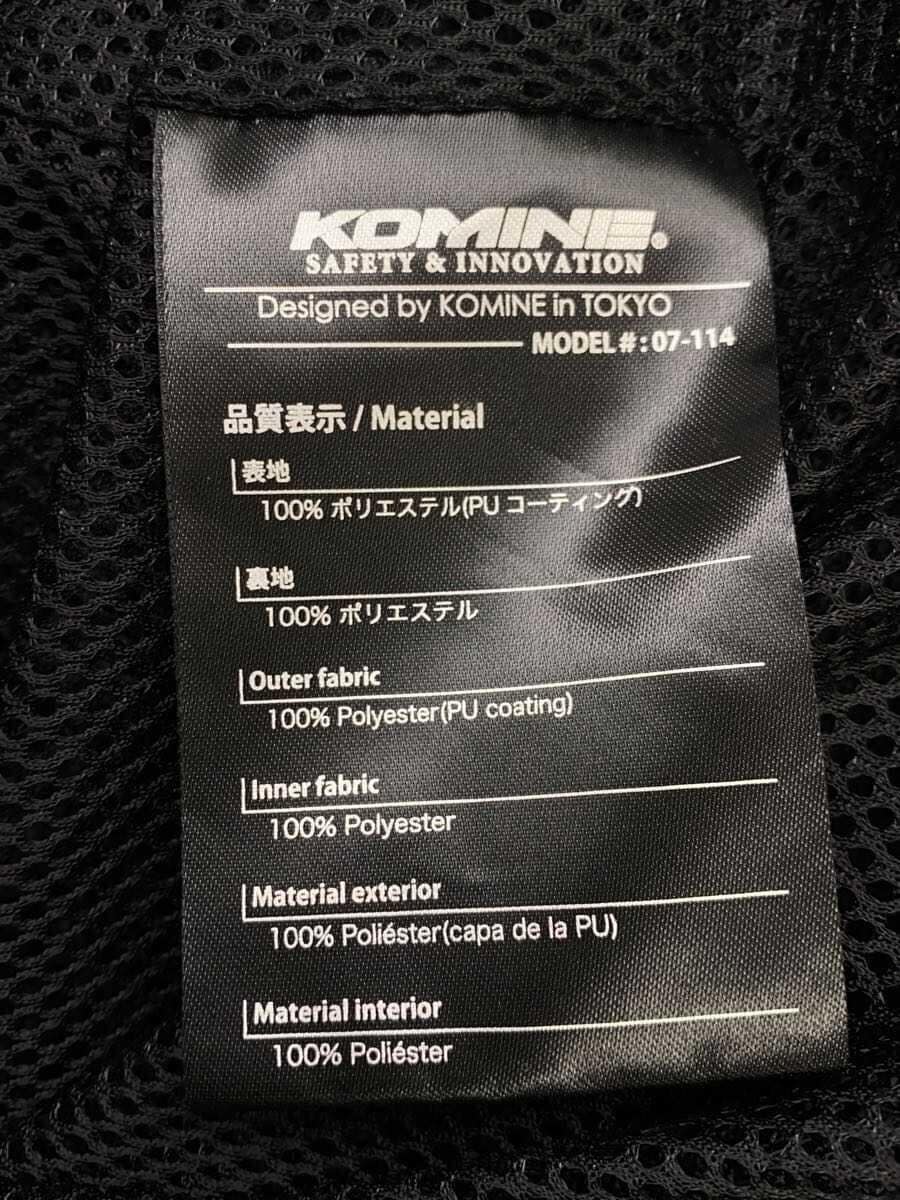 KOMINE®
SAFETY & INNOVATION
Designed by KOMINE in TOKYO
MODEL#:07-114
品質表示 / Material
表地
100% ポリエステル(PU コーティング)
裏地
100% ポリエステル
Outer fabric
100% Polyester(PU coating)
Inner fabric
100% Polyester
Material exterior
100% Poliéster(capa de la PU)
Material interior
100% Poliéster